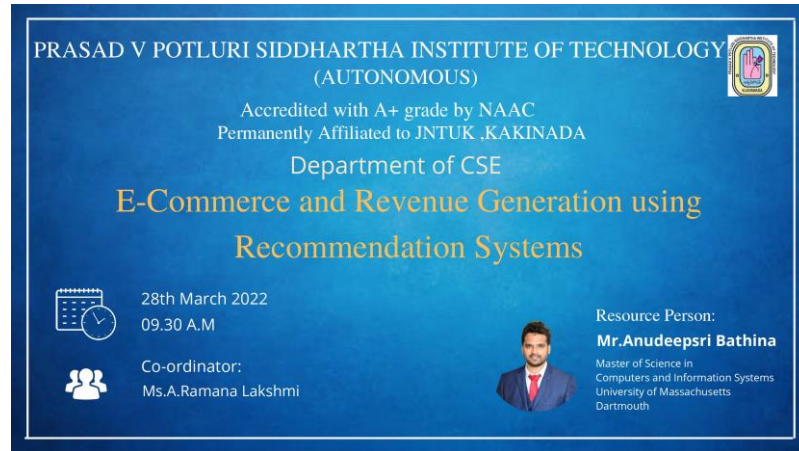 PRASAD V POTLURI SIDDHARTHA INSTITUTE OF TECHNOLOGY
(AUTONOMOUS)
Accredited with A+ grade by NAAC
Permanently Affiliated to JNTUK ,KAKINADA
Department of CSE
E-Commerce and Revenue Generation using
Recommendation Systems
28th March 2022
09.30 A.M
Co-ordinator:
Ms.A.Ramana Lakshmi
Resource Person:
Mr.Anudeepsri Bathina
Master of Science in
Computers and Information Systems
University of Massachusetts
Dartmouth